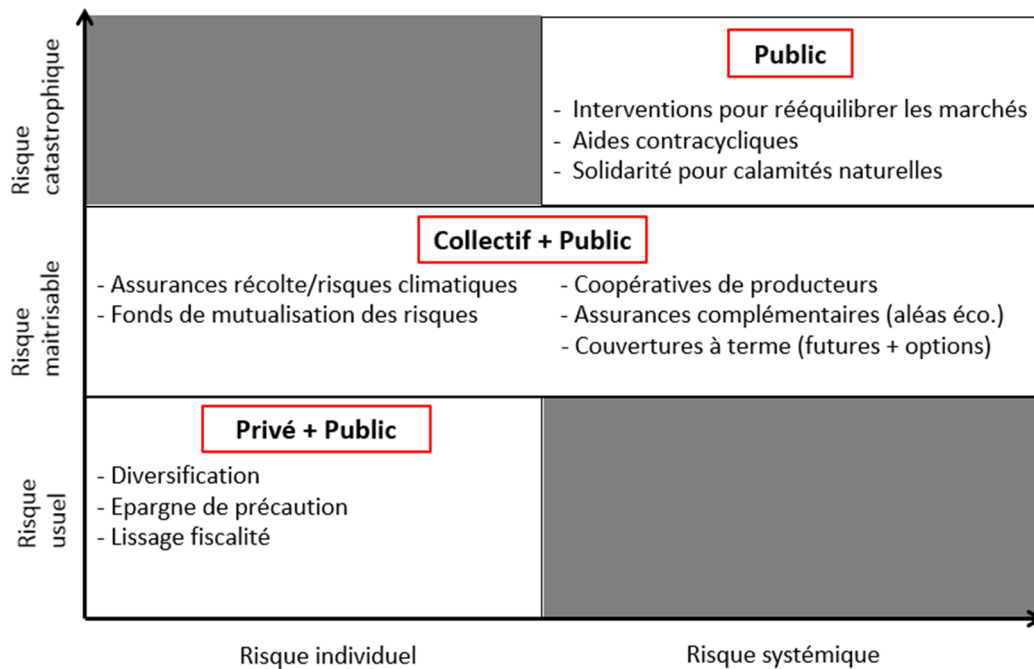 Risque
catastrophique
Public
- Interventions pour rééquilibrer les marchés
- Aides contracycliques
- Solidarité pour calamités naturelles
Risque
maitrisable
Collectif + Public
- Assurances récolte/risques climatiques
- Fonds de mutualisation des risques
- Coopératives de producteurs
- Assurances complémentaires (aléas éco.)
- Couvertures à terme (futures + options)
Risque
usuel
Privé + Public
- Diversification
- Epargne de précaution
- Lissage fiscalité
Risque individuel
Risque systémique